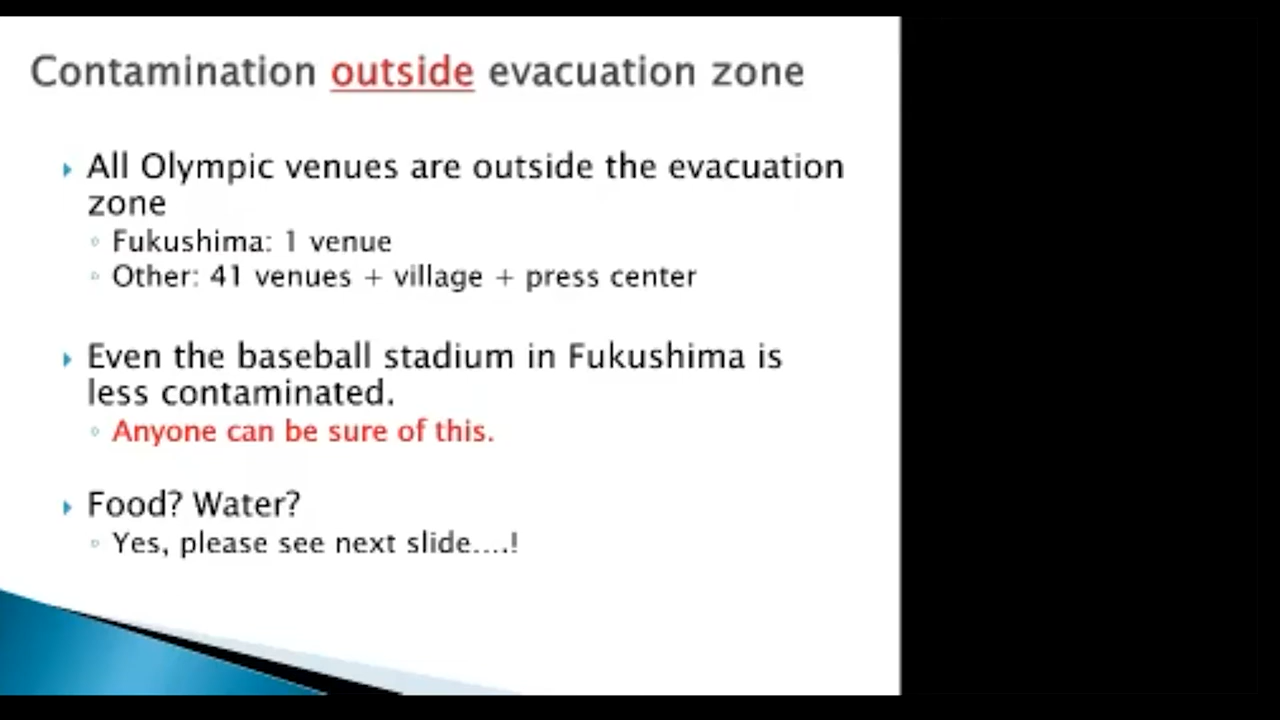 Contamination outside evacuation zone
All Olympic venues are outside the evacuation
zone
Fukushima: 1 venue
Other: 41 venues + village + press center
Even the baseball stadium in Fukushima is
less contaminated.
Anyone can be sure of this.
Food? Water?
Yes, please see next slide....!